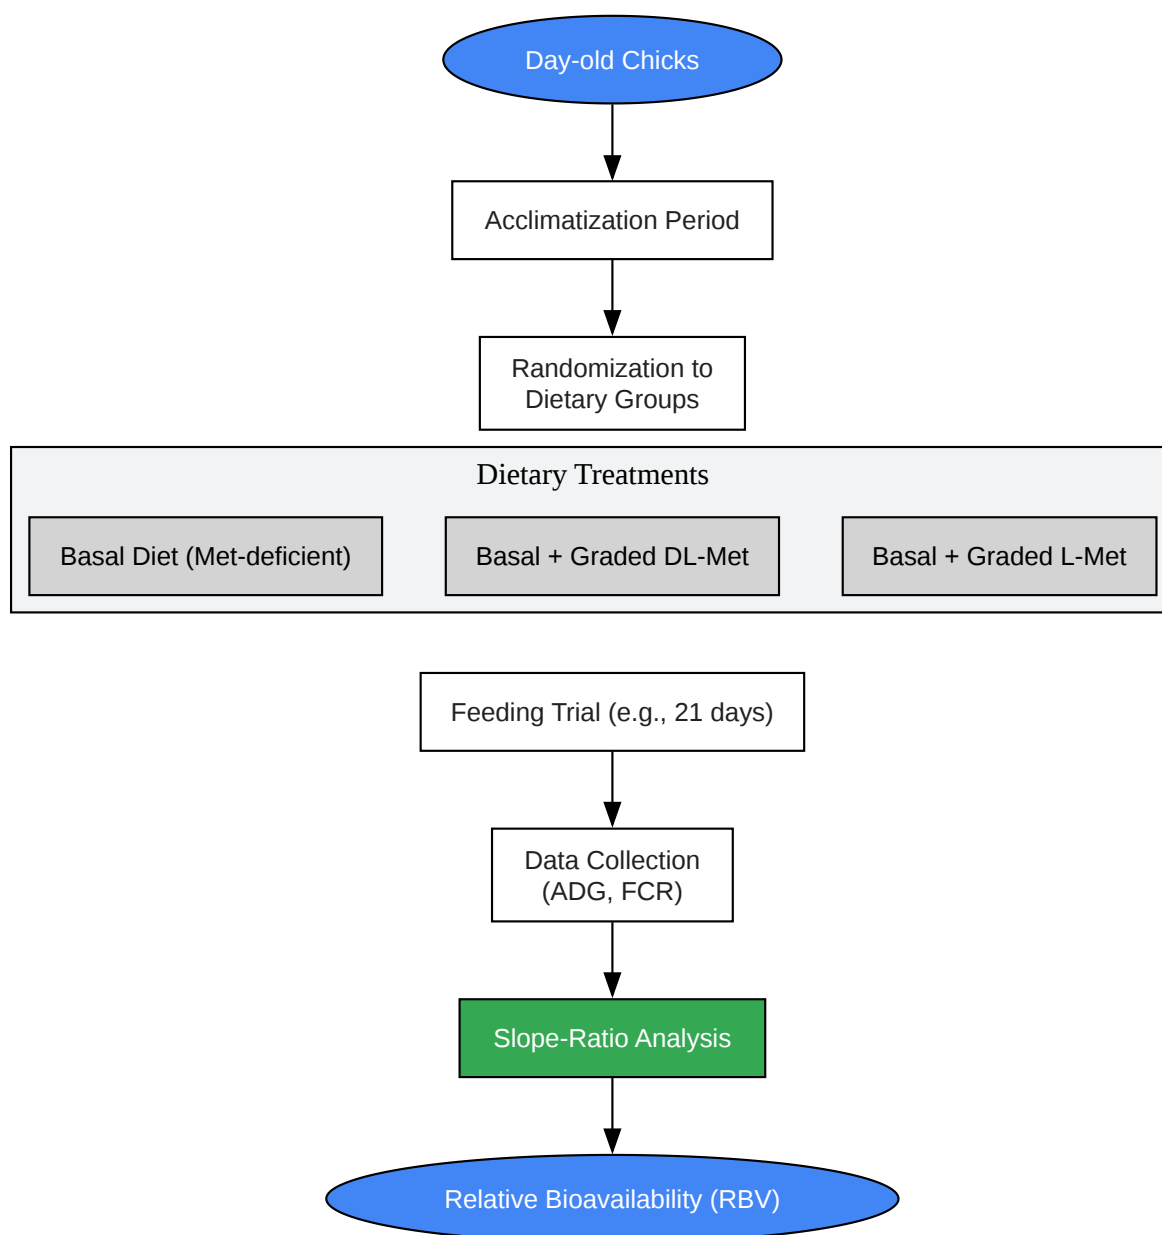 Day-old Chicks
Acclimatization Period
Randomization to
Dietary Groups
Dietary Treatments
Basal Diet (Met-deficient)
Basal + Graded DL-Met
Basal + Graded L-Met
Feeding Trial (e.g., 21 days)
Data Collection
(ADG, FCR)
Slope-Ratio Analysis
Relative Bioavailability (RBV)